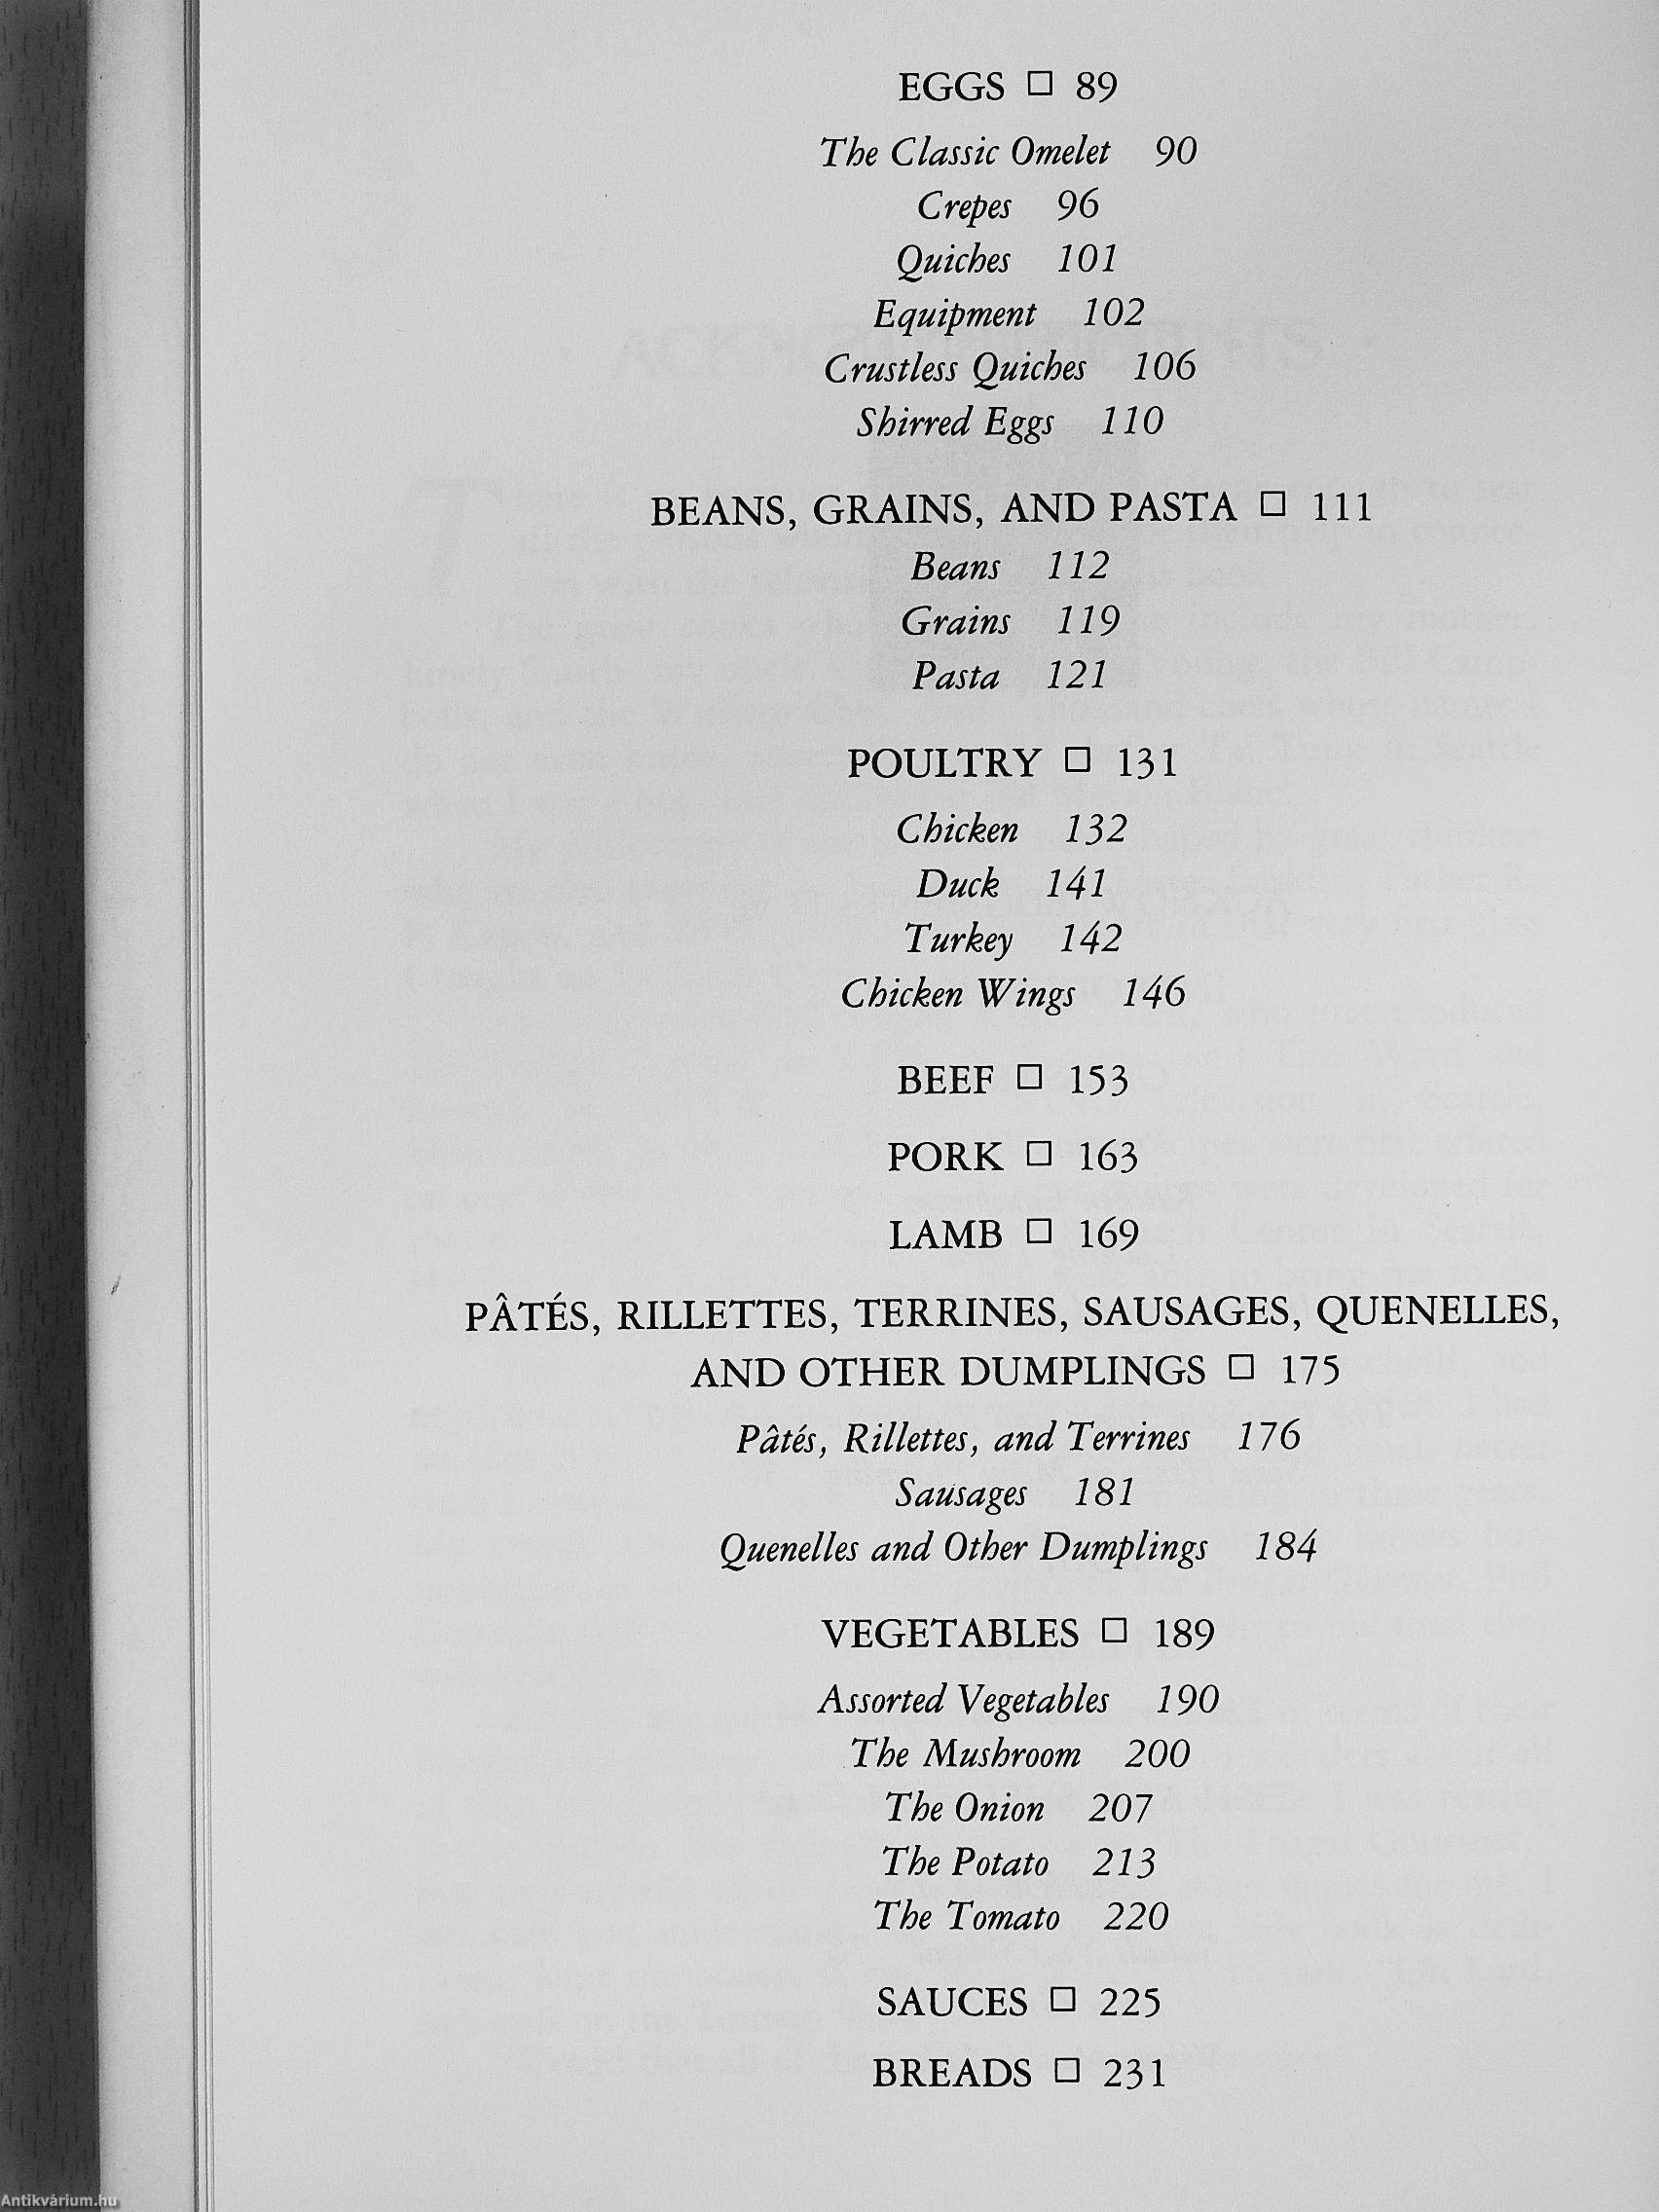 EGGS □ 89
The Classic Omelet 90
Crepes 96
Quiches 101
Equipment 102
Crustless Quiches 106
Shirred Eggs 110
BEANS, GRAINS, AND PASTA □ 111
Beans 112
Grains 119
Pasta 121
POULTRY □ 131
Chicken 132
Duck 141
Turkey 142
Chicken Wings 146
BEEF □ 153
PORK □ 163
LAMB □ 169
PÂTÉS, RILLETTES, TERRINES, SAUSAGES, QUENELLES,
AND OTHER DUMPLINGS □ 175
Pâtés, Rillettes, and Terrines 176
Sausages 181
Quenelles and Other Dumplings 184
VEGETABLES □ 189
Assorted Vegetables 190
The Mushroom 200
The Onion 207
The Potato 213
The Tomato 220
SAUCES □ 225
BREADS □ 231
Antikvárium.hu